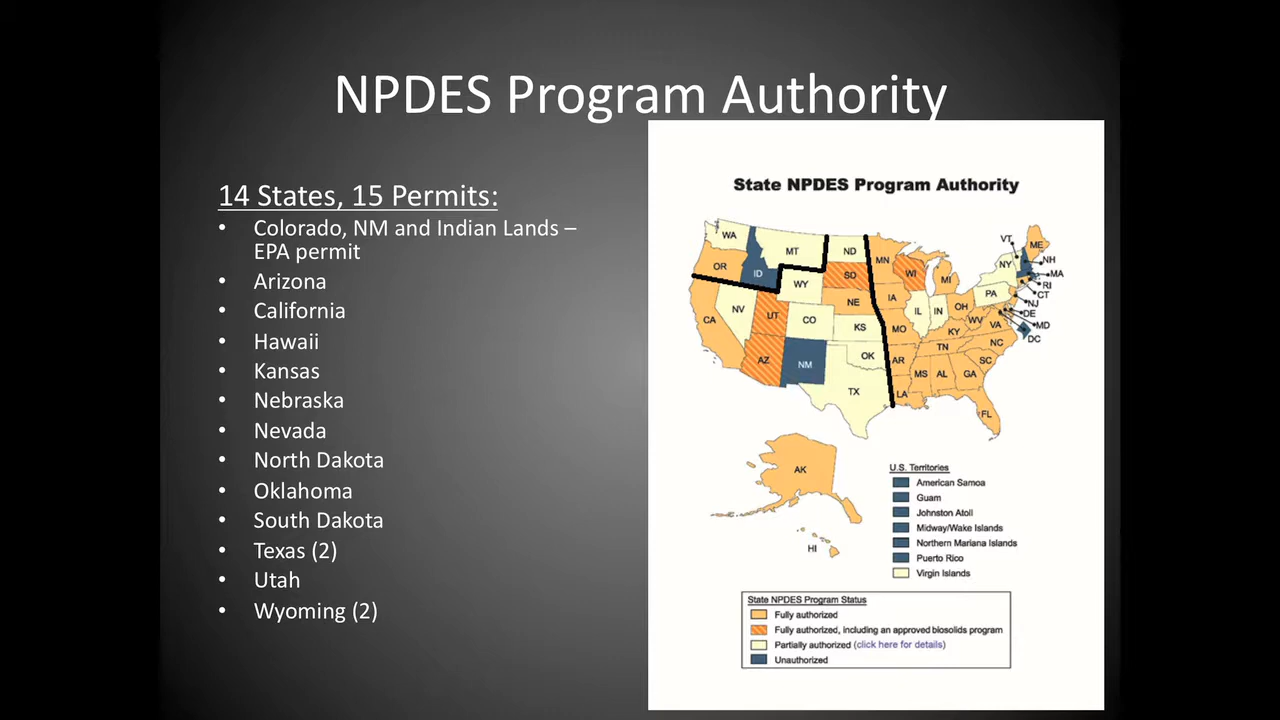 NPDES Program Authority
14 States, 15 Permits:
• Colorado, NM and Indian Lands –
EPA permit
• Arizona
• California
• Hawaii
• Kansas
• Nebraska
• Nevada
• North Dakota
• Oklahoma
• South Dakota
• Texas (2)
• Utah
• Wyoming (2)
State NPDES Program Authority
WA
MT
ND
MN
VT
ME
OR
ID
SD
WI
MI
NY
NH
MA
RI
CT
NJ
DE
MD
DC
WY
NE
IA
PA
NV
UT
CO
KS
MO
IL
IN
OH
WV
VA
KY
CA
AZ
NM
OK
AR
TN
NC
SC
TX
LA
MS
AL
GA
FL
AK
HI
U.S. Territories
American Samoa
Guam
Johnston Atoll
Midway/Wake Islands
Northern Mariana Islands
Puerto Rico
Virgin Islands
State NPDES Program Status
Fully authorized
Fully authorized, including an approved biosolids program
Partially authorized (click here for details)
Unauthorized